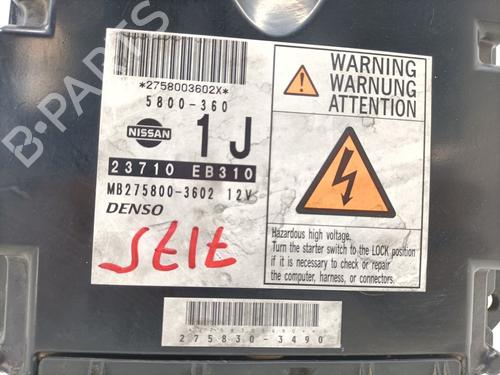 *2758003602X*
5800-360
NISSAN
1J
23710 EB310
MB275800-3602 12V
DENSO
WARNING
WARNUNG
ATTENTION
Hazardous high voltage.
Turn the starter switch to the LOCK position
if it is necessary to check or repair
the computer, harness, or connectors.
275830-3490
B-PARTS